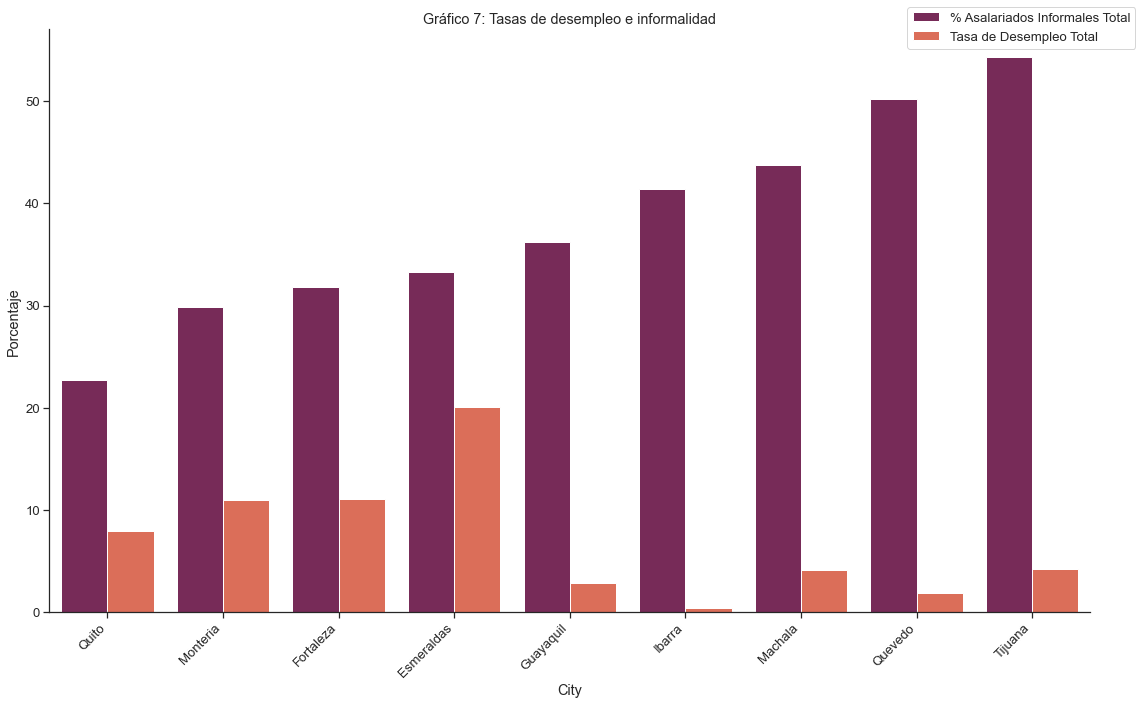 Gráfico 7: Tasas de desempleo e informalidad
% Asalariados Informales Total
Tasa de Desempleo Total
Porcentaje
50
40
30
20
10
0
Quito
Monteria
Fortaleza
Esmeraldas
Guayaquil
Ibarra
Machala
Quevedo
Tijuana
City